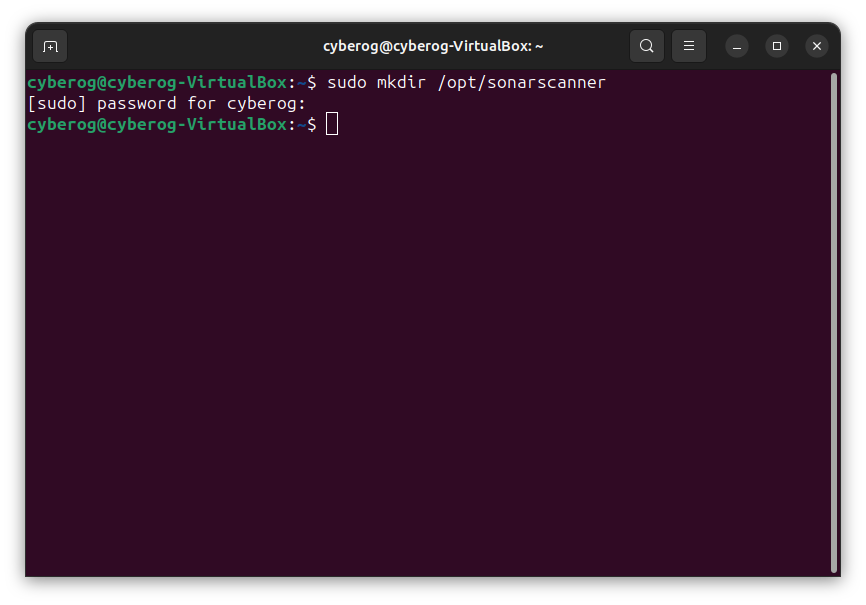 cyberog@cyberog-VirtualBox: ~
cyberog@cyberog-VirtualBox:~$ sudo mkdir /opt/sonarscanner
[sudo] password for cyberog:
cyberog@cyberog-VirtualBox:~$